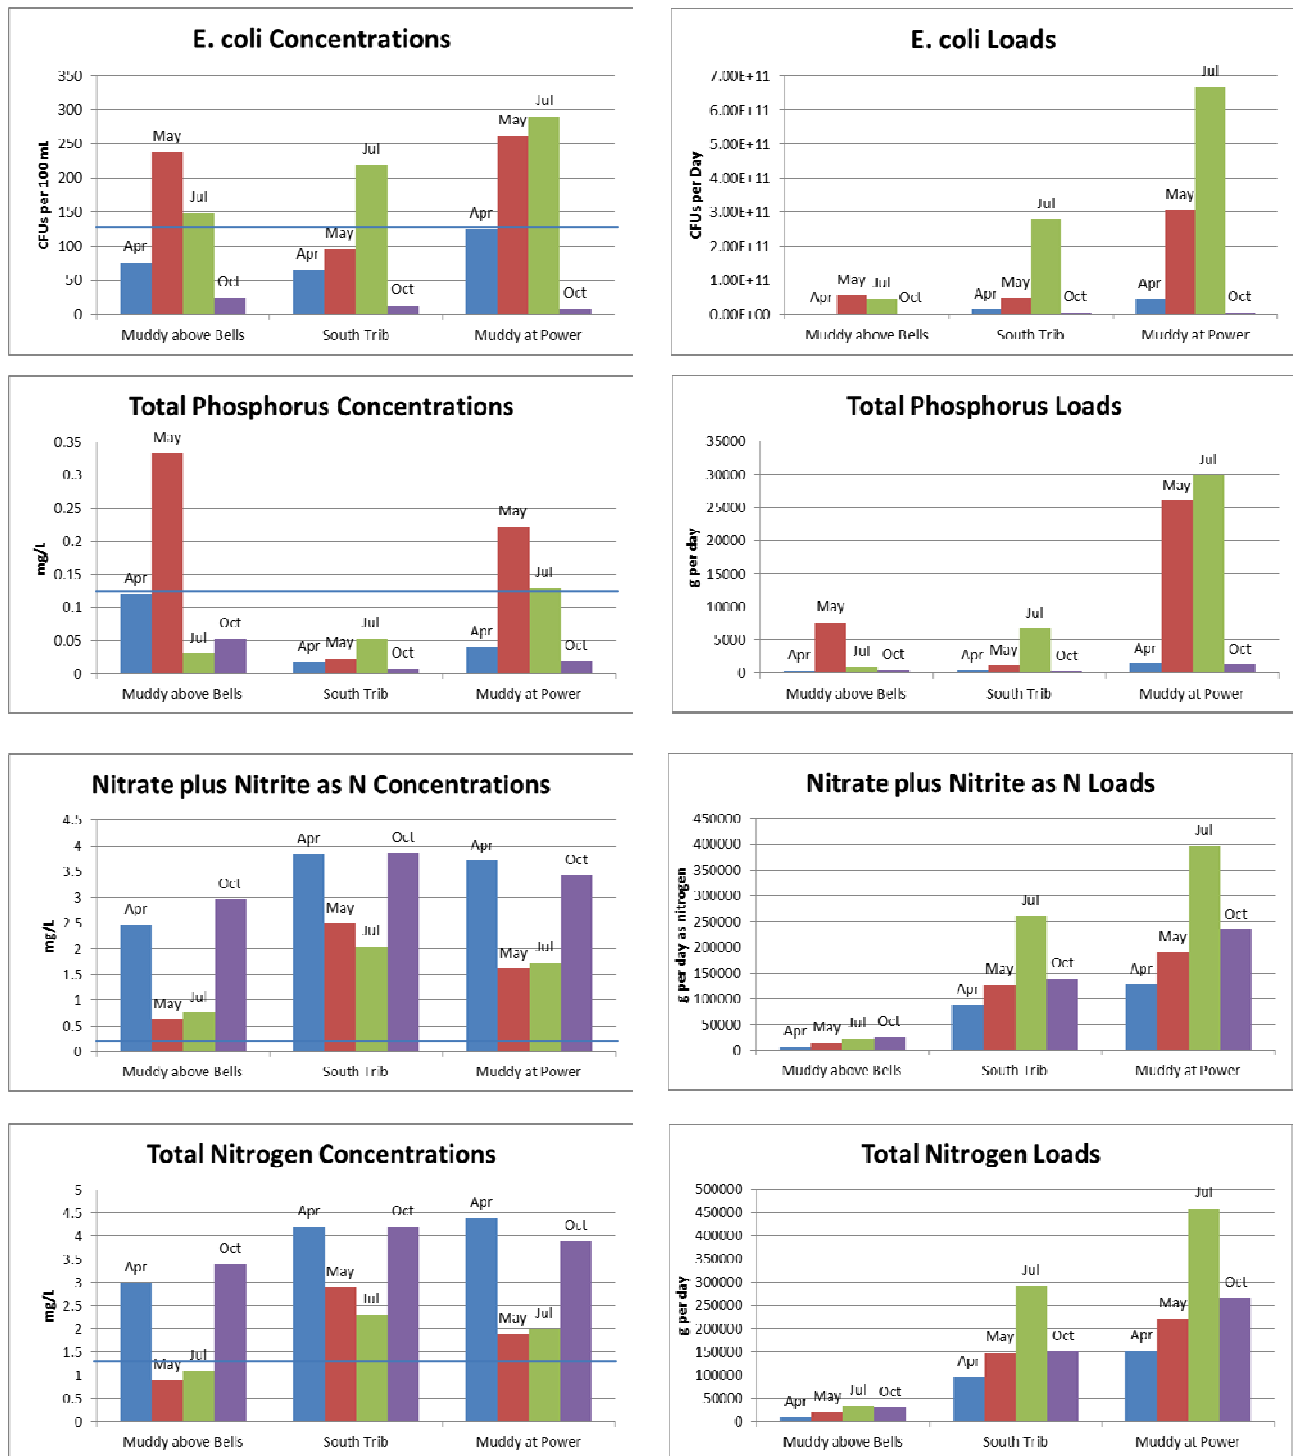 E. coli Concentrations
CFUs per 100 mL
350
300
250
200
150
100
50
0
Apr
May
Jul
Oct
Apr
May
Jul
Oct
Apr
May
Jul
Oct
Muddy above Bells
South Trib
Muddy at Power
E. coli Loads
CFUs per Day
7.00E+11
6.00E+11
5.00E+11
4.00E+11
3.00E+11
2.00E+11
1.00E+11
0.00E+00
Apr
May
Jul
Oct
Apr
May
Jul
Oct
Apr
May
Jul
Oct
Muddy above Bells
South Trib
Muddy at Power
Total Phosphorus Concentrations
mg/L
0.35
0.3
0.25
0.2
0.15
0.1
0.05
0
Apr
May
Jul
Oct
Apr
May
Jul
Oct
Apr
May
Jul
Oct
Muddy above Bells
South Trib
Muddy at Power
Total Phosphorus Loads
g per day
35000
30000
25000
20000
15000
10000
5000
0
Apr
May
Jul
Oct
Apr
May
Jul
Oct
Apr
May
Jul
Oct
Muddy above Bells
South Trib
Muddy at Power
Nitrate plus Nitrite as N Concentrations
mg/L
4.5
4
3.5
3
2.5
2
1.5
1
0.5
0
Apr
May
Jul
Oct
Apr
May
Jul
Oct
Apr
May
Jul
Oct
Muddy above Bells
South Trib
Muddy at Power
Nitrate plus Nitrite as N Loads
g per day as nitrogen
450000
400000
350000
300000
250000
200000
150000
100000
50000
0
Apr
May
Jul
Oct
Apr
May
Jul
Oct
Apr
May
Jul
Oct
Muddy above Bells
South Trib
Muddy at Power
Total Nitrogen Concentrations
mg/L
5
4.5
4
3.5
3
2.5
2
1.5
1
0.5
0
Apr
May
Jul
Oct
Apr
May
Jul
Oct
Apr
May
Jul
Oct
Muddy above Bells
South Trib
Muddy at Power
Total Nitrogen Loads
g per day
500000
450000
400000
350000
300000
250000
200000
150000
100000
50000
0
Apr
May
Jul
Oct
Apr
May
Jul
Oct
Apr
May
Jul
Oct
Muddy above Bells
South Trib
Muddy at Power